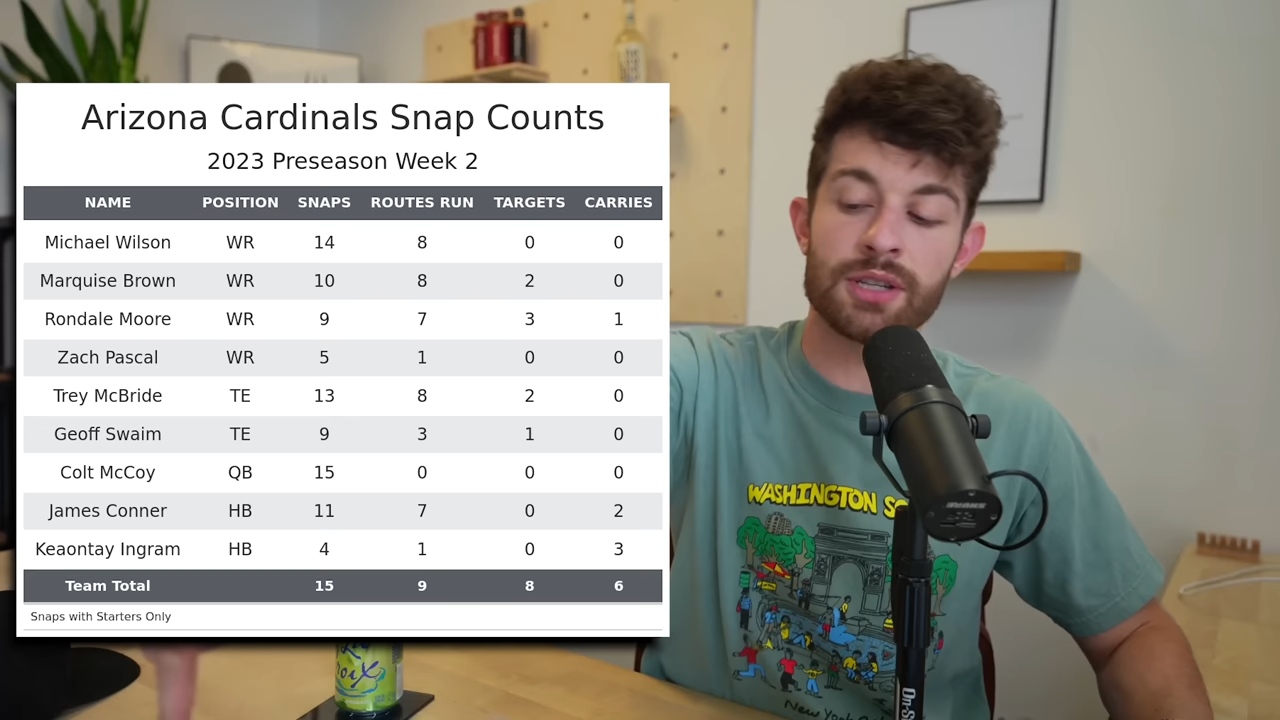 Arizona Cardinals Snap Counts
2023 Preseason Week 2
NAME POSITION SNAPS ROUTES RUN TARGETS CARRIES
Michael Wilson WR 14 8 0 0
Marquise Brown WR 10 8 2 0
Rondale Moore WR 9 7 3 1
Zach Pascal WR 5 1 0 0
Trey McBride TE 13 8 2 0
Geoff Swaim TE 9 3 1 0
Colt McCoy QB 15 0 0 0
James Conner HB 11 7 0 2
Keaontay Ingram HB 4 1 0 3
Team Total 15 9 8 6
Snaps with Starters Only
WASHINGTON
New York